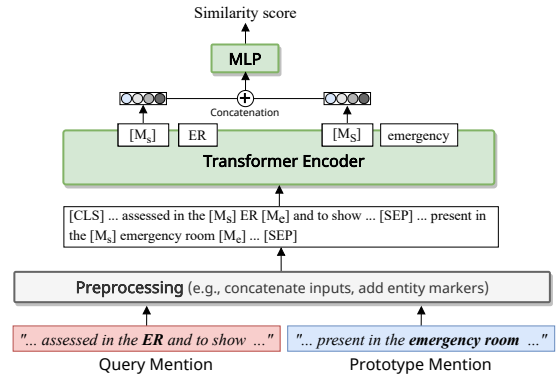 Similarity score
MLP
Concatenation
[Ms] ER [MS] emergency
Transformer Encoder
[CLS] ... assessed in the [Ms] ER [Me] and to show ... [SEP] ... present in
the [Ms] emergency room [Me] ... [SEP]
Preprocessing (e.g., concatenate inputs, add entity markers)
"... assessed in the ER and to show ..." "... present in the emergency room ..."
Query Mention Prototype Mention